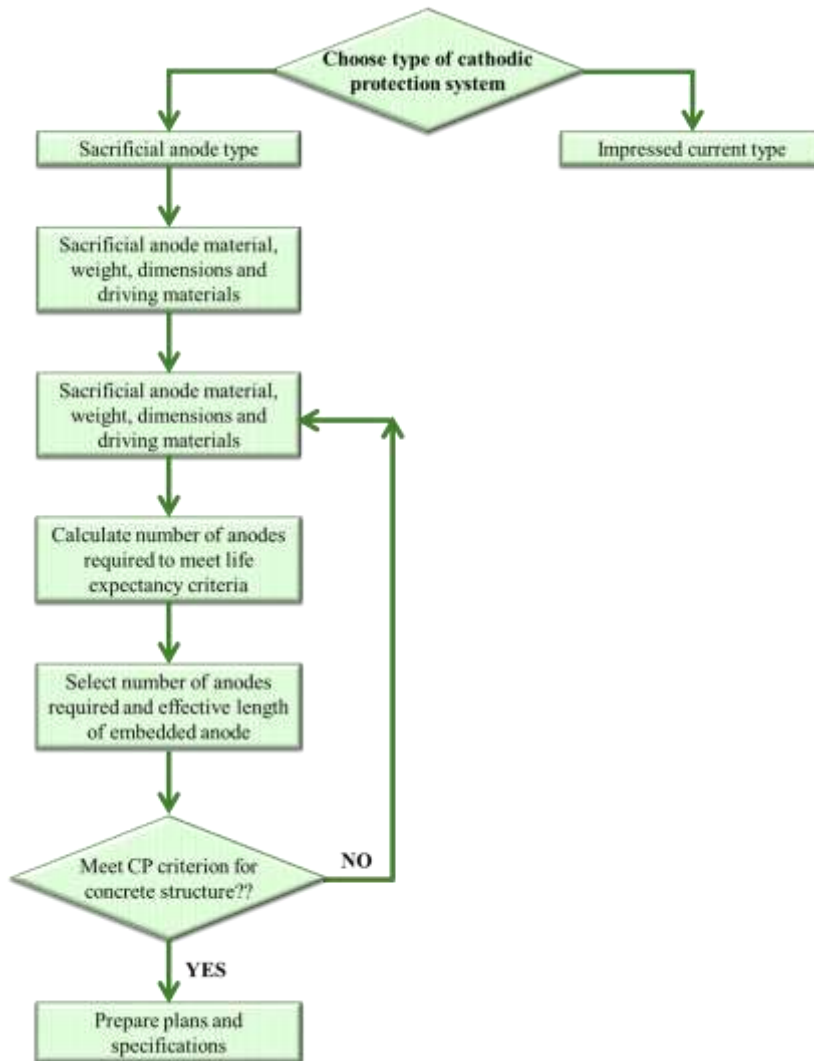 Choose type of cathodic
protection system
Sacrificial anode type
Impressed current type
Sacrificial anode material,
weight, dimensions and
driving materials
Sacrificial anode material,
weight, dimensions and
driving materials
Calculate number of anodes
required to meet life
expectancy criteria
Select number of anodes
required and effective length
of embedded anode
Meet CP criterion for
concrete structure??
NO
YES
Prepare plans and
specifications